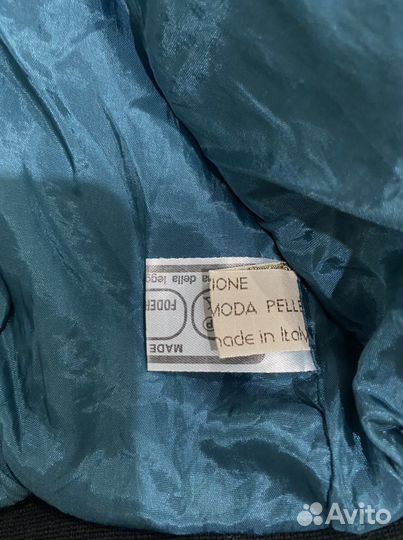 IONE
MODA PELLE
made in Italy
della legg
FODER
P
MADE
Avito